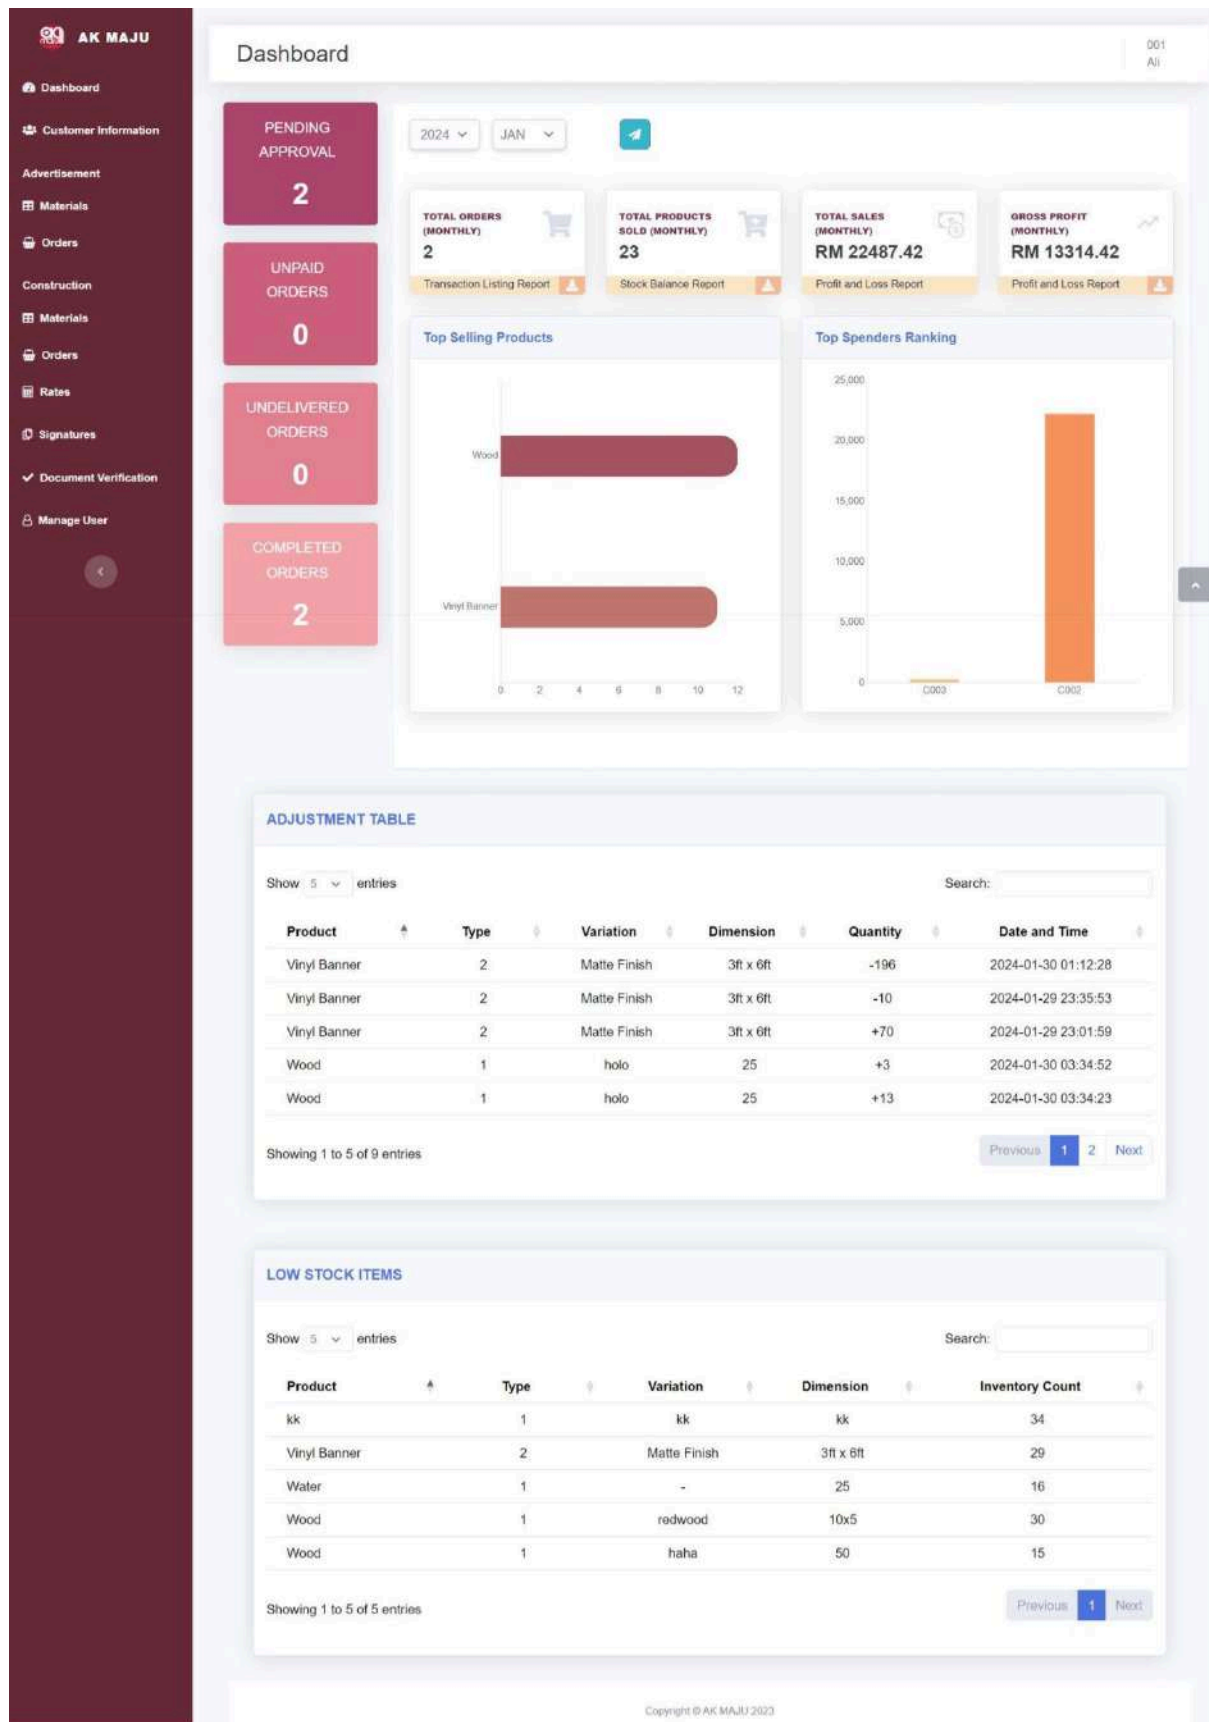 AK MAJU
Dashboard
Customer Information
Advertisement
Materials
Orders
Construction
Materials
Orders
Rates
Signatures
Document Verification
Manage User
Dashboard
001
Ali
PENDING
APPROVAL
2
UNPAID
ORDERS
0
UNDELIVERED
ORDERS
0
COMPLETED
ORDERS
2
2024 JAN
TOTAL ORDERS
(MONTHLY)
2
Transaction Listing Report
TOTAL PRODUCTS
SOLD (MONTHLY)
23
Stock Balance Report
TOTAL SALES
(MONTHLY)
RM 22487.42
Profit and Loss Report
GROSS PROFIT
(MONTHLY)
RM 13314.42
Profit and Loss Report
Top Selling Products
Wood
Vinyl Banner
0 2 4 6 8 10 12
Top Spenders Ranking
25,000
20,000
15,000
10,000
5,000
0
C003 C002
ADJUSTMENT TABLE
Show 5 entries Search:
Product Type Variation Dimension Quantity Date and Time
Vinyl Banner 2 Matte Finish 3ft x 6ft -196 2024-01-30 01:12:28
Vinyl Banner 2 Matte Finish 3ft x 6ft -10 2024-01-29 23:35:53
Vinyl Banner 2 Matte Finish 3ft x 6ft +70 2024-01-29 23:01:59
Wood 1 holo 25 +3 2024-01-30 03:34:52
Wood 1 holo 25 +13 2024-01-30 03:34:23
Showing 1 to 5 of 9 entries Previous 1 2 Next
LOW STOCK ITEMS
Show 5 entries Search:
Product Type Variation Dimension Inventory Count
kk 1 kk kk 34
Vinyl Banner 2 Matte Finish 3ft x 6ft 29
Water 1 - 25 16
Wood 1 redwood 10x5 30
Wood 1 haha 50 15
Showing 1 to 5 of 5 entries Previous 1 Next
Copyright © AK MAJU 2023